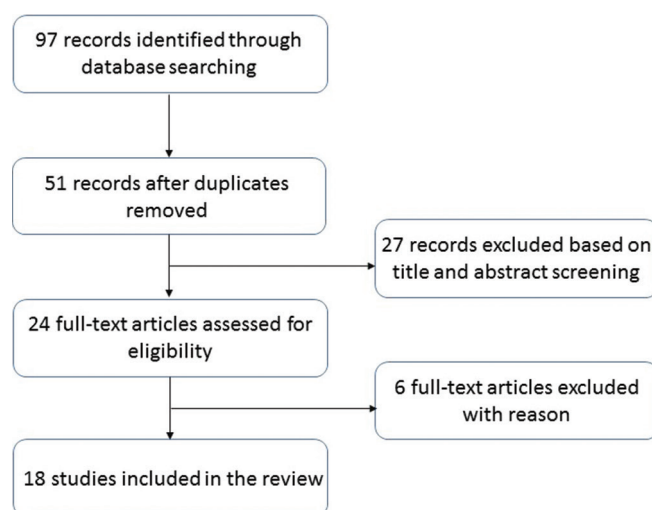 97 records identified through
database searching
51 records after duplicates
removed
27 records excluded based on
title and abstract screening
24 full-text articles assessed for
eligibility
6 full-text articles excluded
with reason
18 studies included in the review